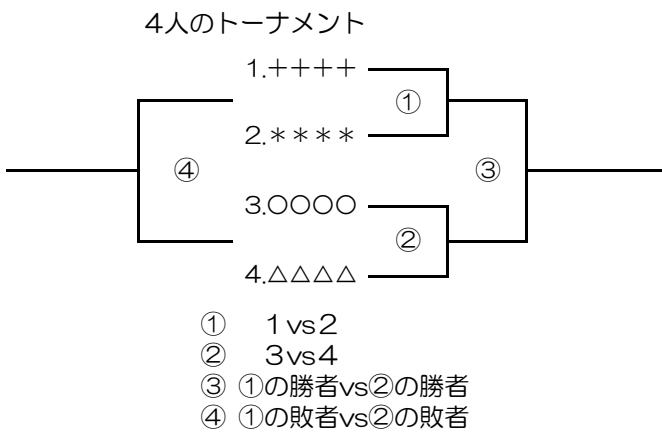 4人のトーナメント
1.++++
①
2.＊＊＊＊
④
③
3.○○○○
②
4.△△△△
① 1vs2
② 3vs4
③ ①の勝者vs②の勝者
④ ①の敗者vs②の敗者